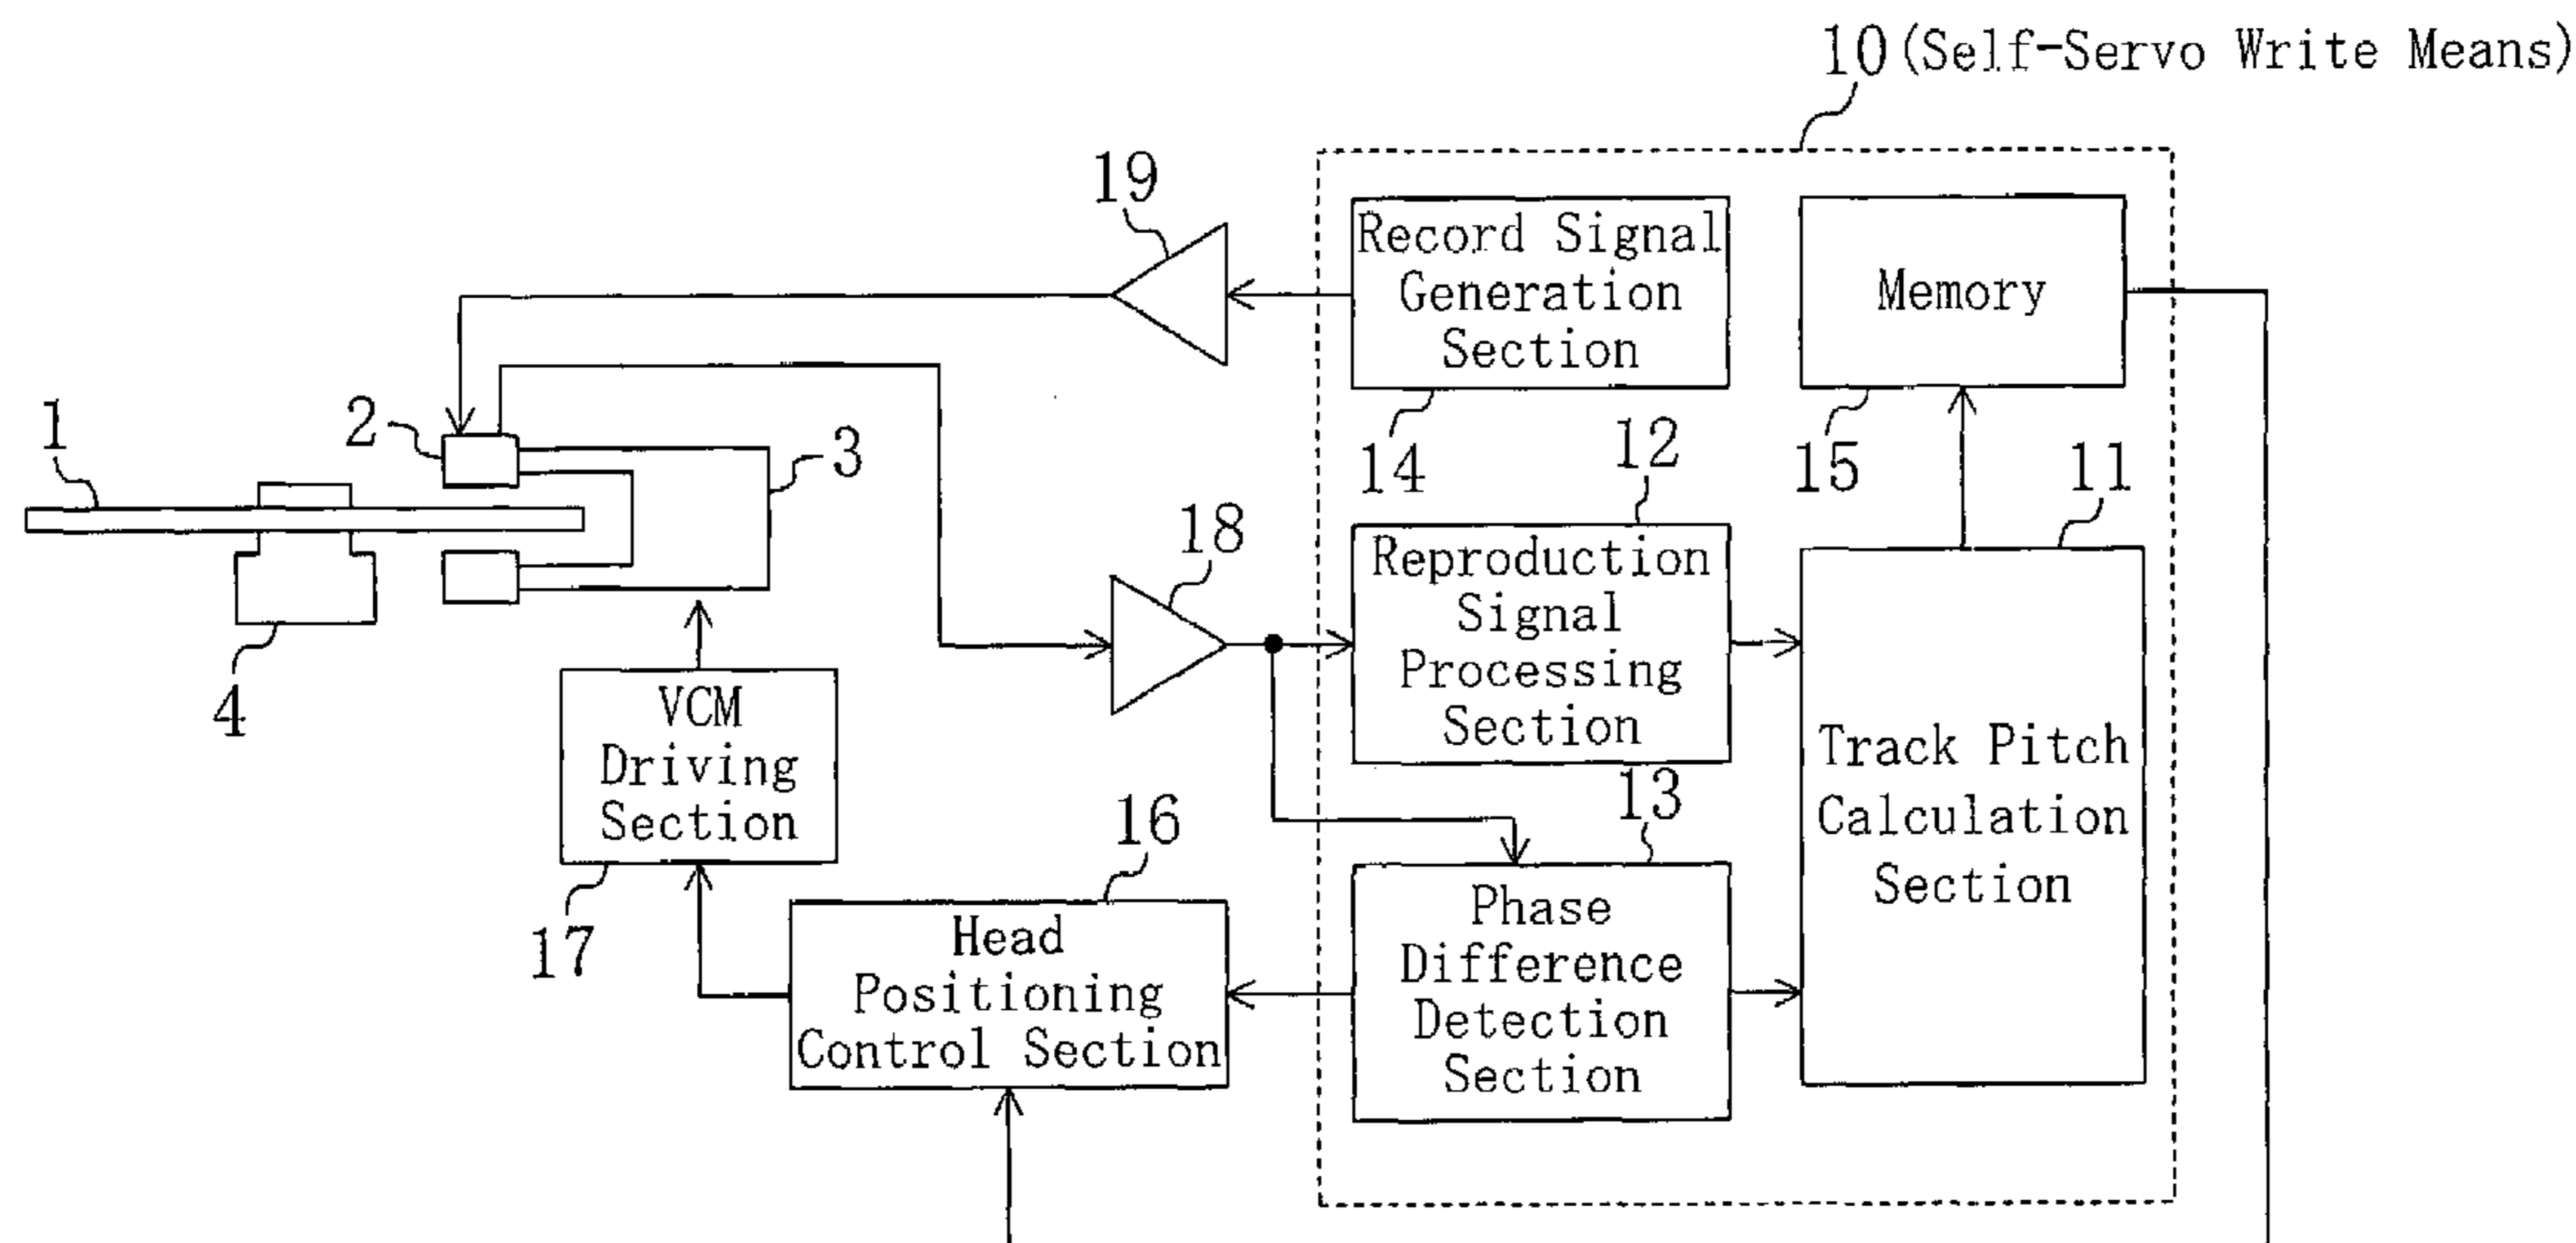 10(Self-Servo Write Means)
19
Record Signal
Generation
Section
14
Memory
15
1
2
3
4
18
12
Reproduction
Signal
Processing
Section
11
Track Pitch
Calculation
Section
13
Phase
Difference
Detection
Section
VCM
Driving
Section
17
16
Head
Positioning
Control Section